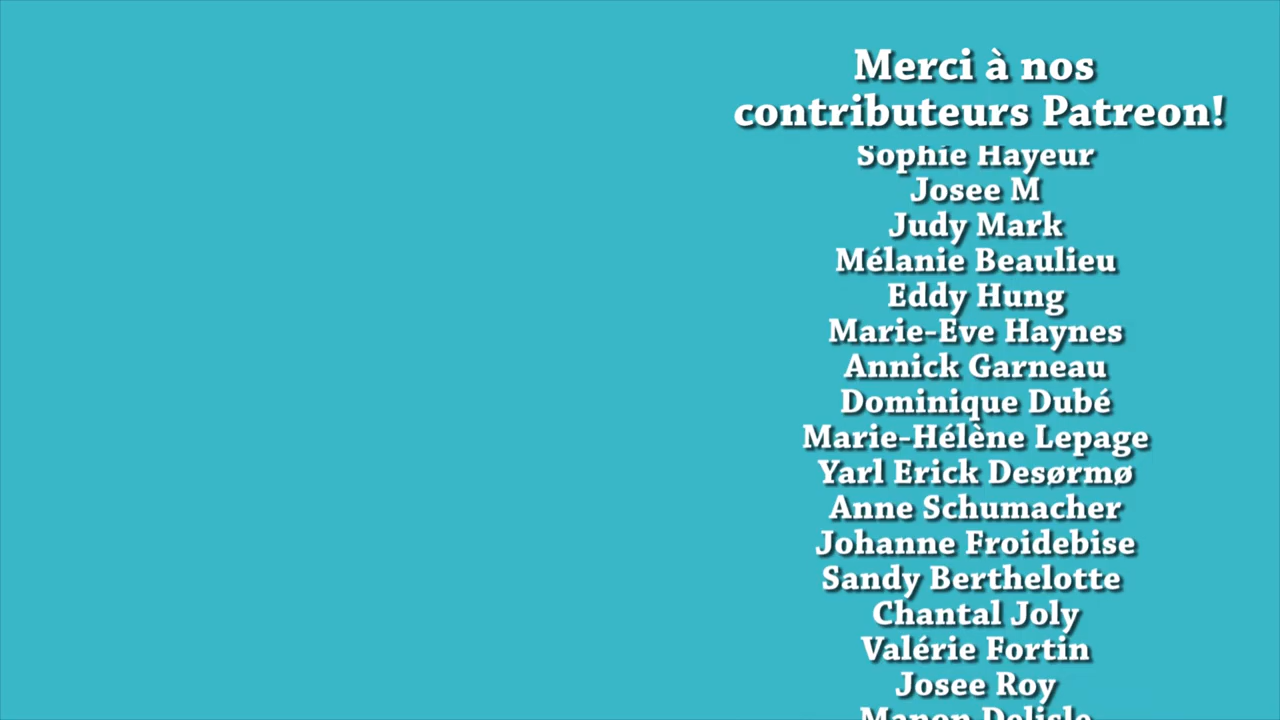 Merci à nos
contributeurs Patreon!
Sophie Hayeur
Josee M
Judy Mark
Mélanie Beaulieu
Eddy Hung
Marie-Eve Haynes
Annick Garneau
Dominique Dubé
Marie-Hélène Lepage
Yarl Erick Desørmø
Anne Schumacher
Johanne Froidebise
Sandy Berthelotte
Chantal Joly
Valérie Fortin
Josee Roy
Manon Delisle